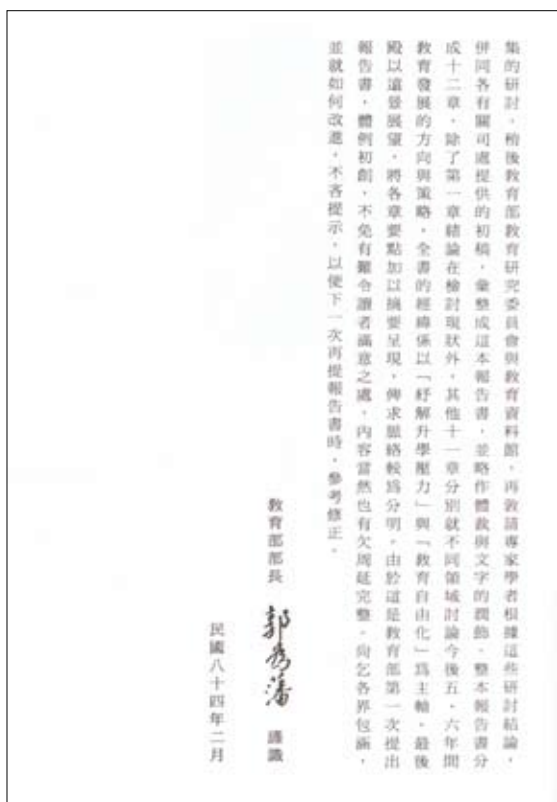 集的研討。稍後教育部教育研究委員會與教育資料館，再敦請專家學者根據這些研討結論，
併同各有關司處提供的初稿，彙整成這本報告書，並略作體裁與文字的潤飾。整本報告書分
成十二章，除了第一章緒論在檢討現狀外，其他十一章分別就不同領域討論今後五、六年間
教育發展的方向與策略，全書的經緯係以「紓解升學壓力」與「教育自由化」為主軸，最後
殿以遠景展望，將各章要點加以摘要呈現，俾求脈絡較為分明。由於這是教育部第一次提出
報告書，體例初創，不免有難令讀者滿意之處，內容當然也有欠周延完整。尚乞各界包涵，
並就如何改進，不吝提示，以便下一次再提報告書時，參考修正。
教育部部長 郭為藩 謹識
民國八十四年二月